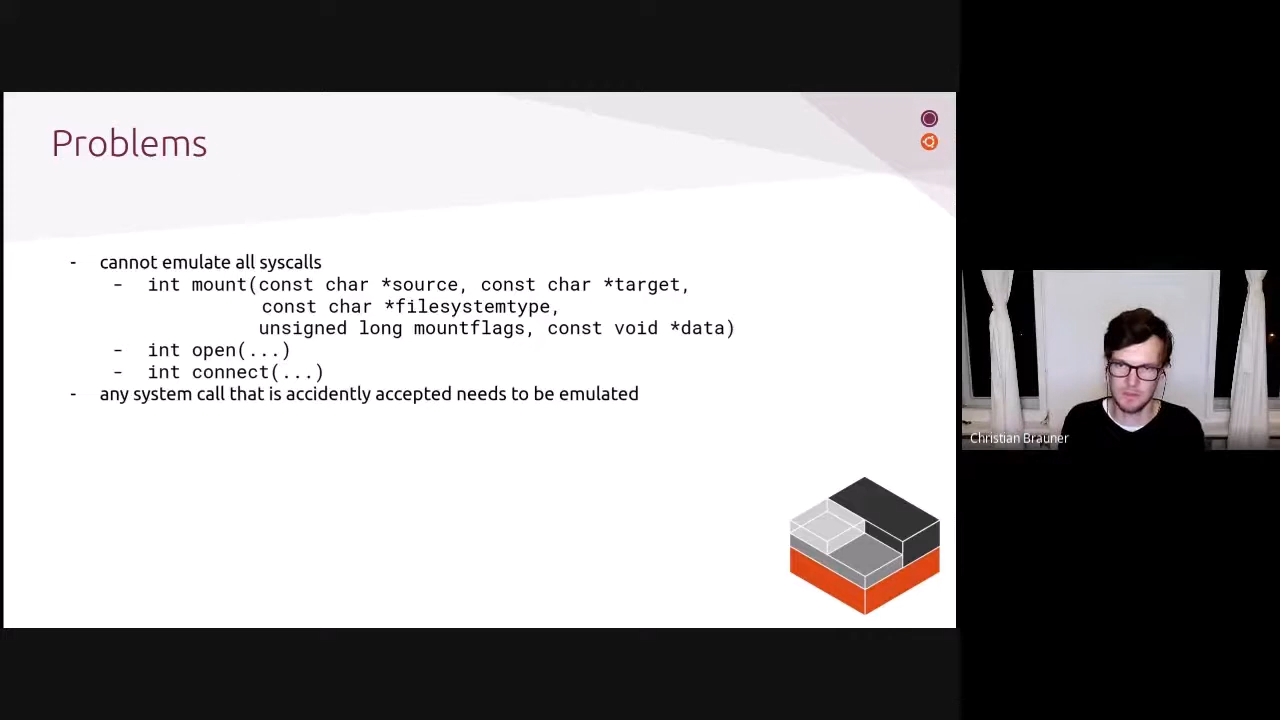 Problems
- cannot emulate all syscalls
- int mount(const char *source, const char *target,
const char *filesystemtype,
unsigned long mountflags, const void *data)
- int open(...)
- int connect(...)
- any system call that is accidently accepted needs to be emulated
Christian Brauner